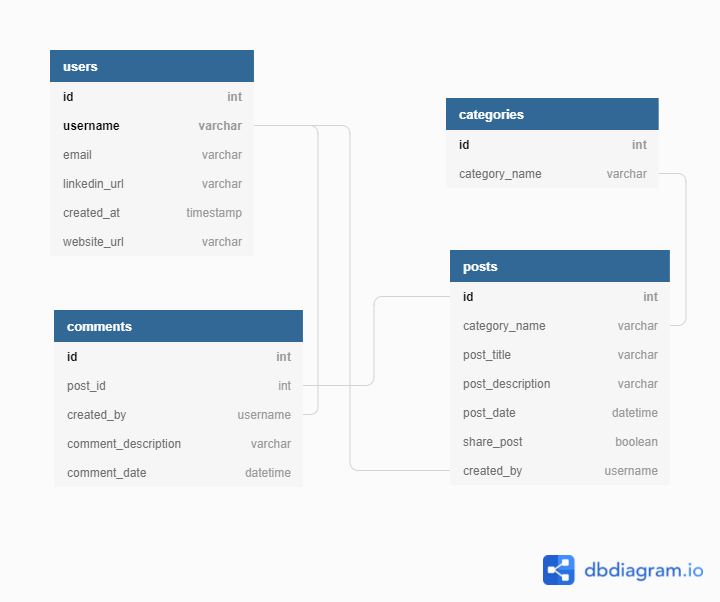 users
id int
username varchar
email varchar
linkedin_url varchar
created_at timestamp
website_url varchar
categories
id int
category_name varchar
comments
id int
post_id int
created_by username
comment_description varchar
comment_date datetime
posts
id int
category_name varchar
post_title varchar
post_description varchar
post_date datetime
share_post boolean
created_by username
dbdiagram.io